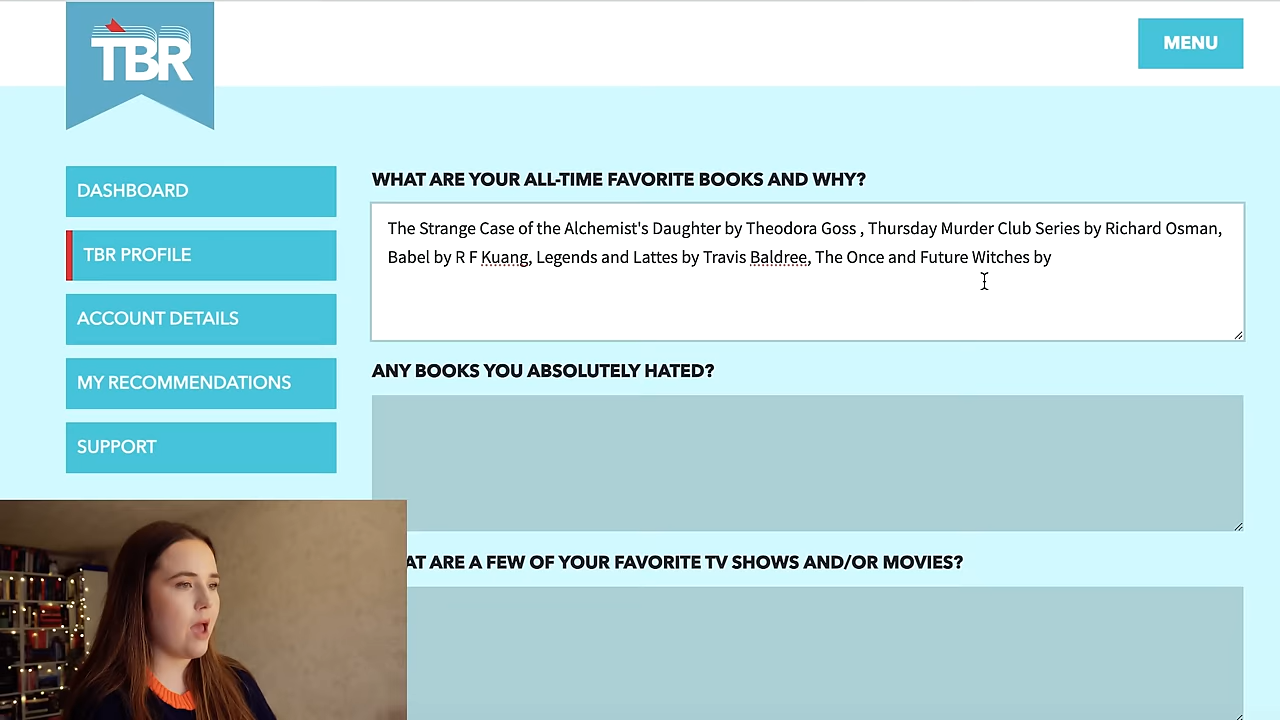 TBR
MENU
DASHBOARD
TBR PROFILE
ACCOUNT DETAILS
MY RECOMMENDATIONS
SUPPORT
WHAT ARE YOUR ALL-TIME FAVORITE BOOKS AND WHY?
The Strange Case of the Alchemist's Daughter by Theodora Goss , Thursday Murder Club Series by Richard Osman,
Babel by R F Kuang, Legends and Lattes by Travis Baldree, The Once and Future Witches by
ANY BOOKS YOU ABSOLUTELY HATED?
AT ARE A FEW OF YOUR FAVORITE TV SHOWS AND/OR MOVIES?